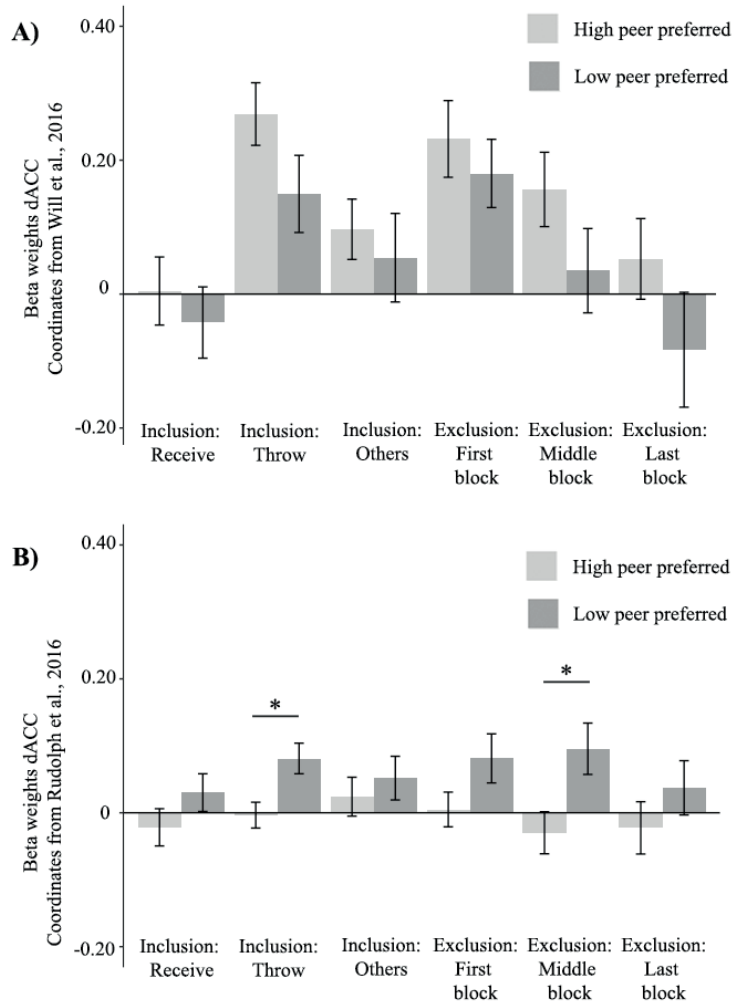 A)
Beta weights dACC
Coordinates from Will et al., 2016
0.40
0.20
0
-0.20
High peer preferred
Low peer preferred
Inclusion:
Receive
Inclusion:
Throw
Inclusion:
Others
Exclusion:
First
block
Exclusion:
Middle
block
Exclusion:
Last
block
B)
Beta weights dACC
Coordinates from Rudolph et al., 2016
0.40
0.20
0
-0.20
High peer preferred
Low peer preferred
*
*
Inclusion:
Receive
Inclusion:
Throw
Inclusion:
Others
Exclusion:
First
block
Exclusion:
Middle
block
Exclusion:
Last
block